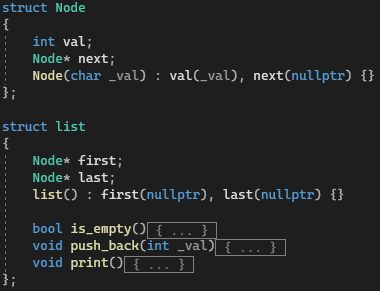 struct Node
{
int val;
Node* next;
Node(char _val) : val(_val), next(nullptr) {}
};
struct list
{
Node* first;
Node* last;
list() : first(nullptr), last(nullptr) {}
bool is_empty(){ ... }
void push_back(int _val){ ... }
void print(){ ... }
};